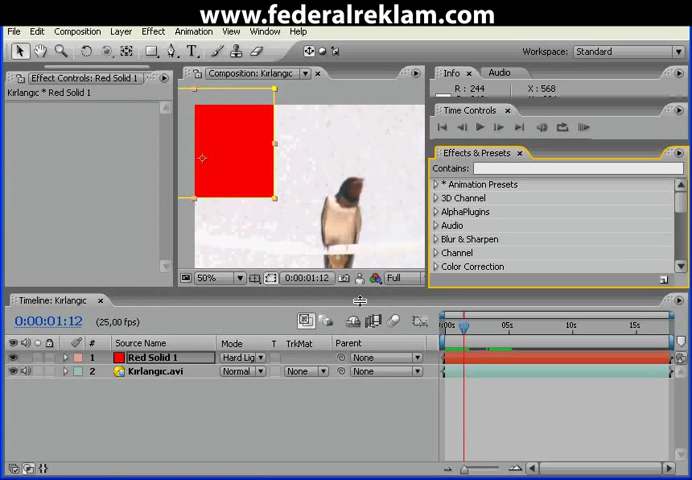 www.federalreklam.com
File Edit Composition Layer Effect Animation View Window Help
Workspace: Standard
Effect Controls: Red Solid 1
Composition: Kırlangıc
Info Audio
Kırlangıc * Red Solid 1
R : 244 X : 568
Time Controls
Effects & Presets
Contains:
* Animation Presets
3D Channel
AlphaPlugins
Audio
Blur & Sharpen
Channel
Color Correction
50% 0:00:01:12 Full
Timeline: Kırlangıc
0:00:01:12 (25,00 fps)
:00s 05s 10s 15s
# Source Name Mode T TrkMat Parent
1 Red Solid 1 Hard Lig None
2 Kırlangıc.avi Normal None None